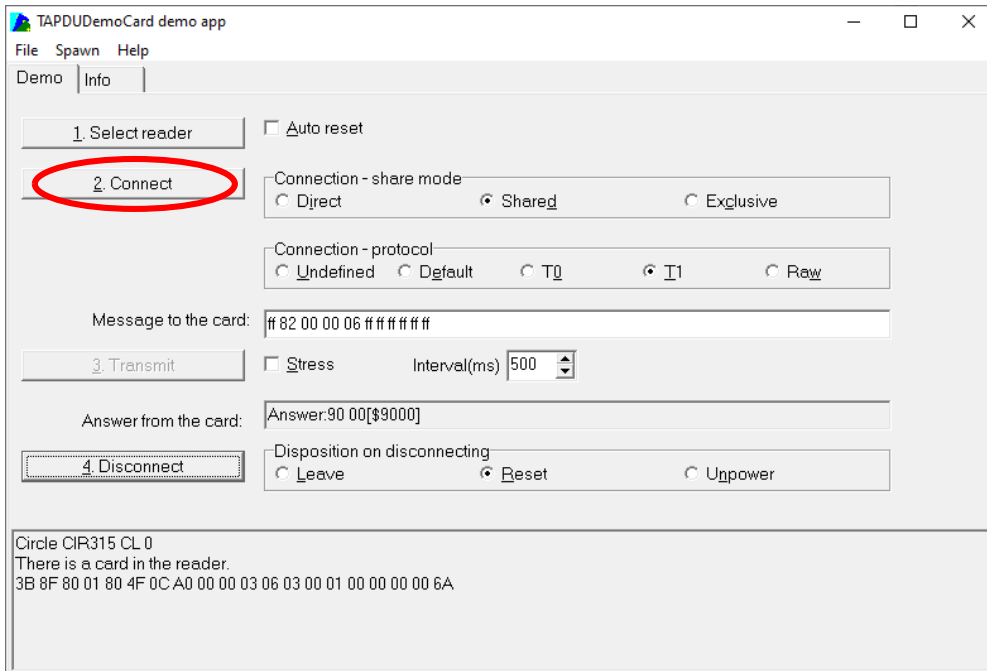 TAPDUDemoCard demo app
File Spawn Help
Demo Info
1. Select reader Auto reset
2. Connect Connection - share mode
Direct Shared Exclusive
Connection - protocol
Undefined Default T0 T1 Raw
Message to the card: ff 82 00 00 06 ff ff ff ff ff ff
3. Transmit Stress Interval(ms) 500
Answer from the card: Answer:90 00[$9000]
4. Disconnect Disposition on disconnecting
Leave Reset Unpower
Circle CIR315 CL 0
There is a card in the reader.
3B 8F 80 01 80 4F 0C A0 00 00 03 06 03 00 01 00 00 00 00 6A